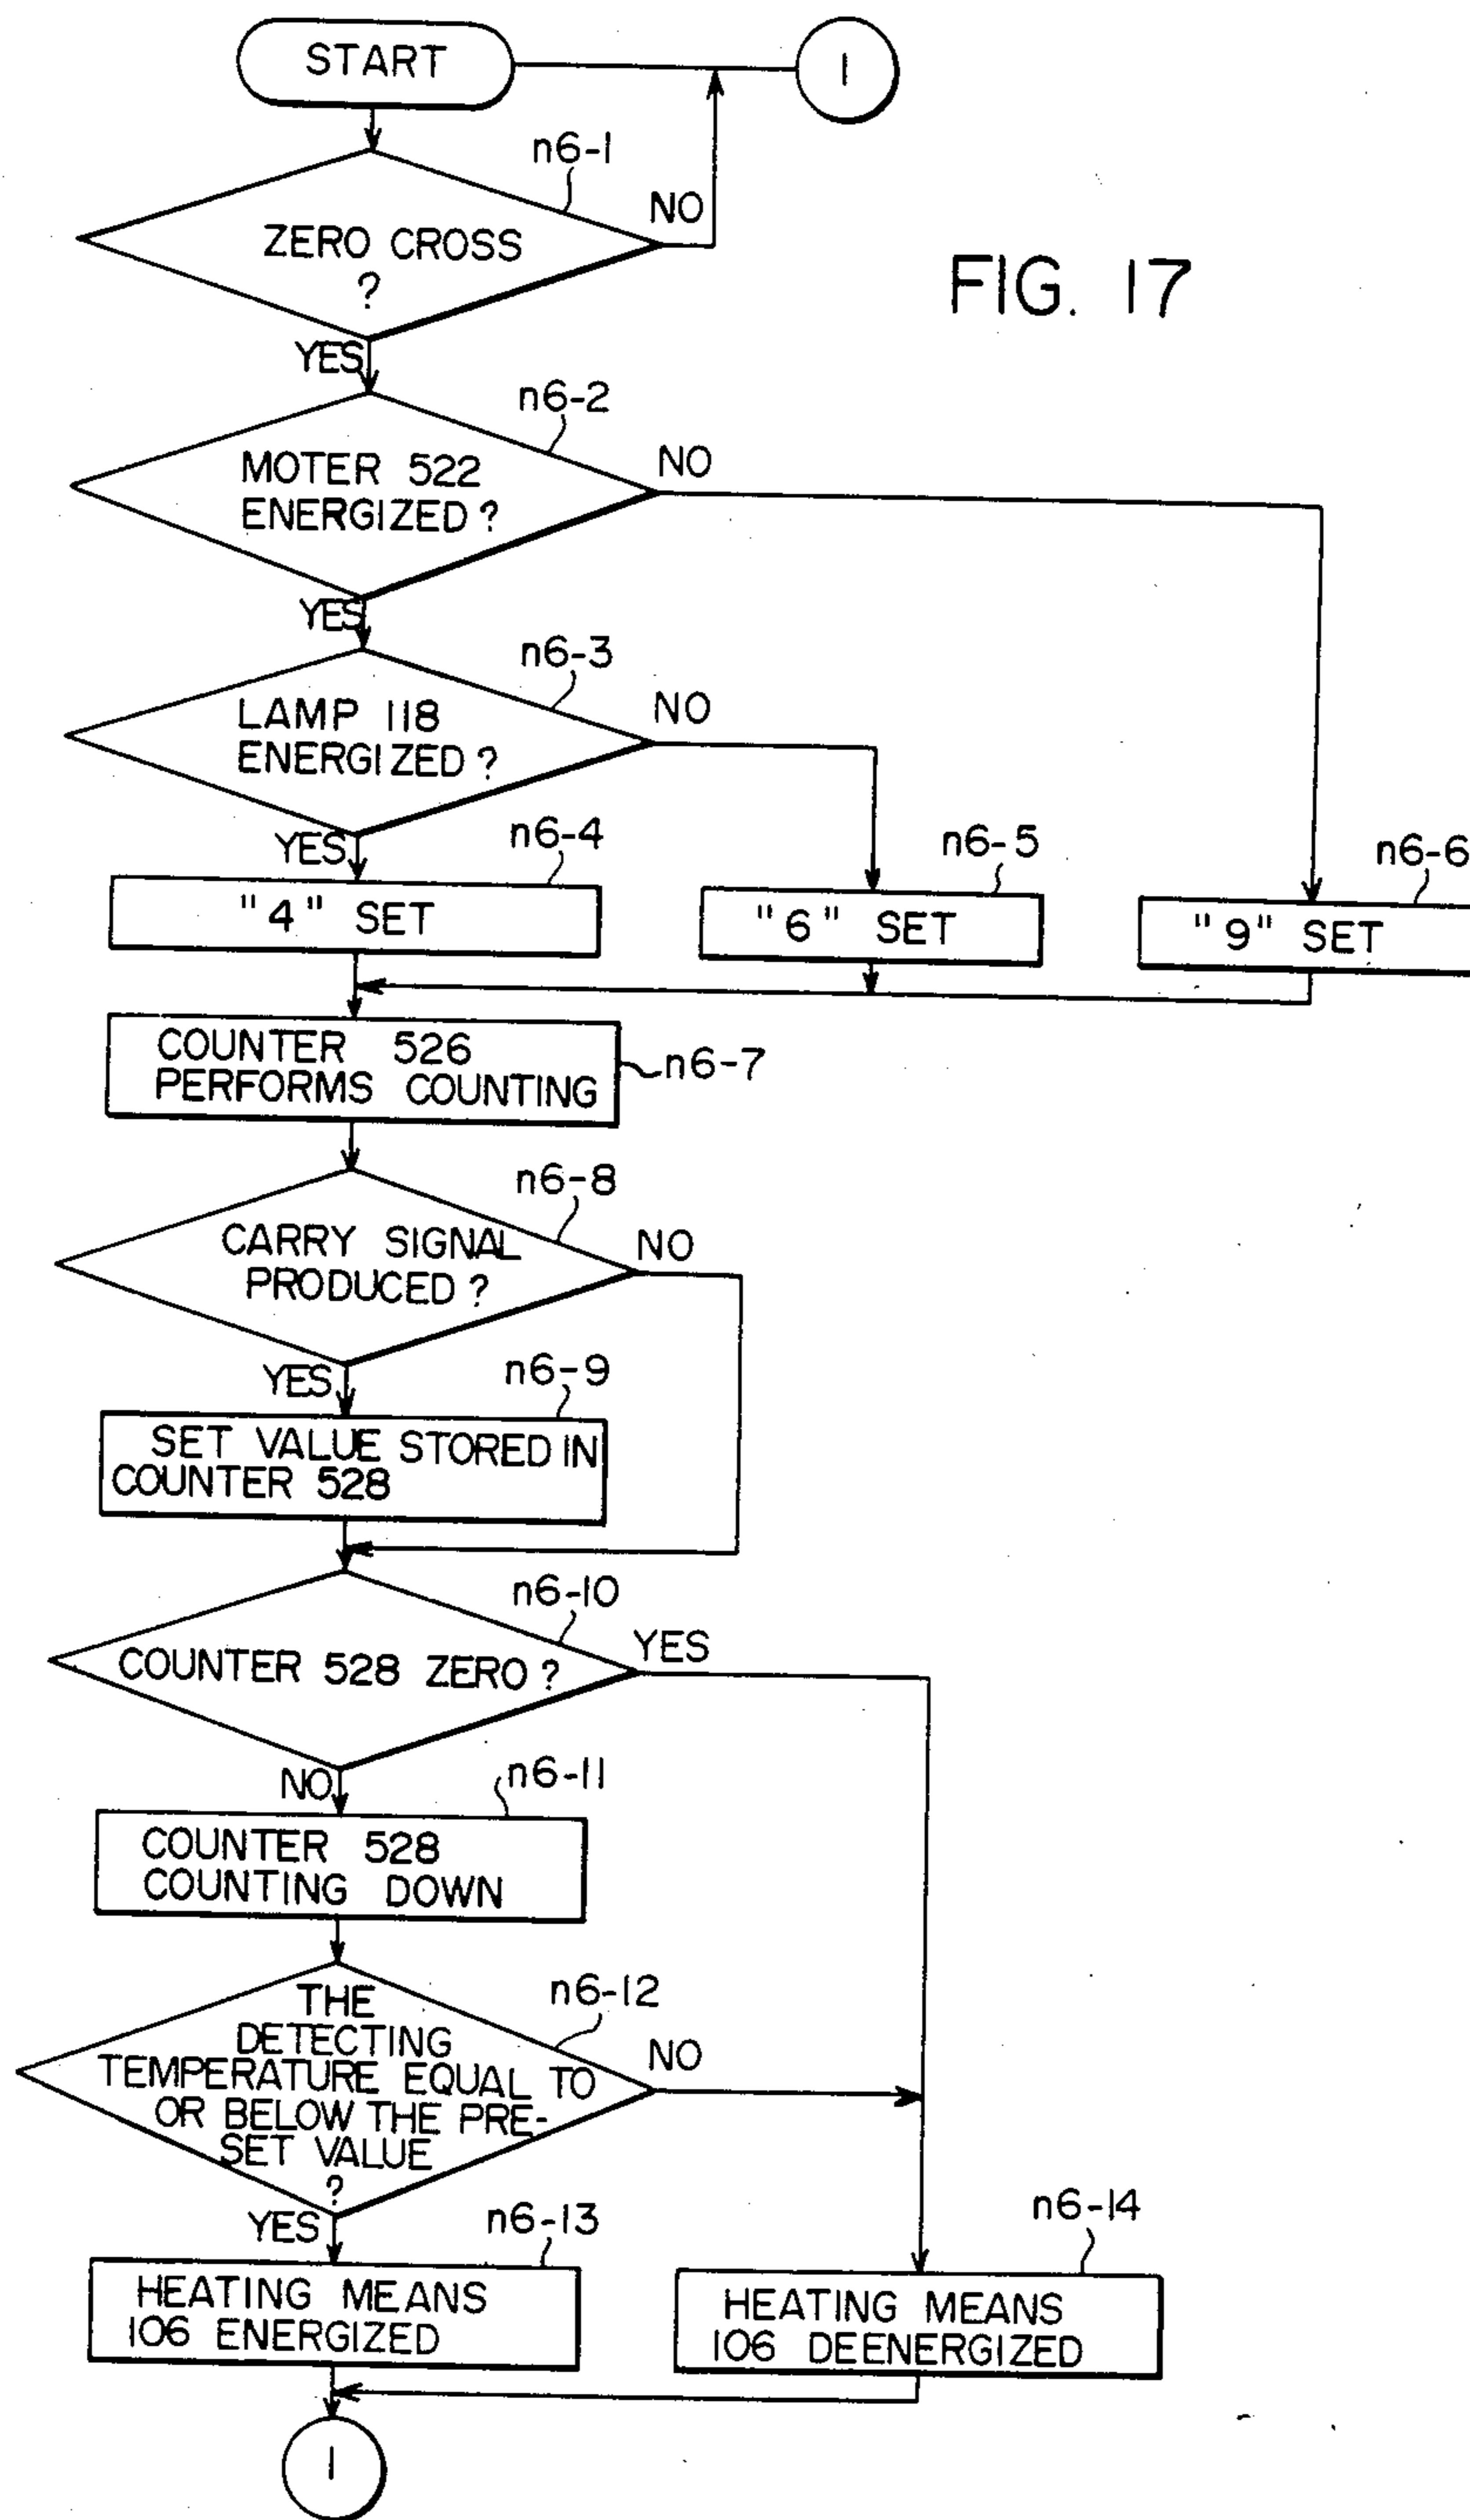 START
1
n6-1
NO
ZERO CROSS
?
FIG. 17
YES
n6-2
MOTER 522
ENERGIZED ?
NO
YES
n6-3
LAMP 118
ENERGIZED ?
NO
YES
n6-4
n6-5
n6-6
"4" SET
"6" SET
"9" SET
COUNTER 526
PERFORMS COUNTING
n6-7
n6-8
CARRY SIGNAL
PRODUCED ?
NO
YES
n6-9
SET VALUE STORED IN
COUNTER 528
n6-10
YES
COUNTER 528 ZERO ?
NO
n6-11
COUNTER 528
COUNTING DOWN
n6-12
THE
DETECTING
TEMPERATURE EQUAL TO
OR BELOW THE PRE-
SET VALUE
?
NO
YES
n6-13
n6-14
HEATING MEANS
106 ENERGIZED
HEATING MEANS
106 DEENERGIZED
1